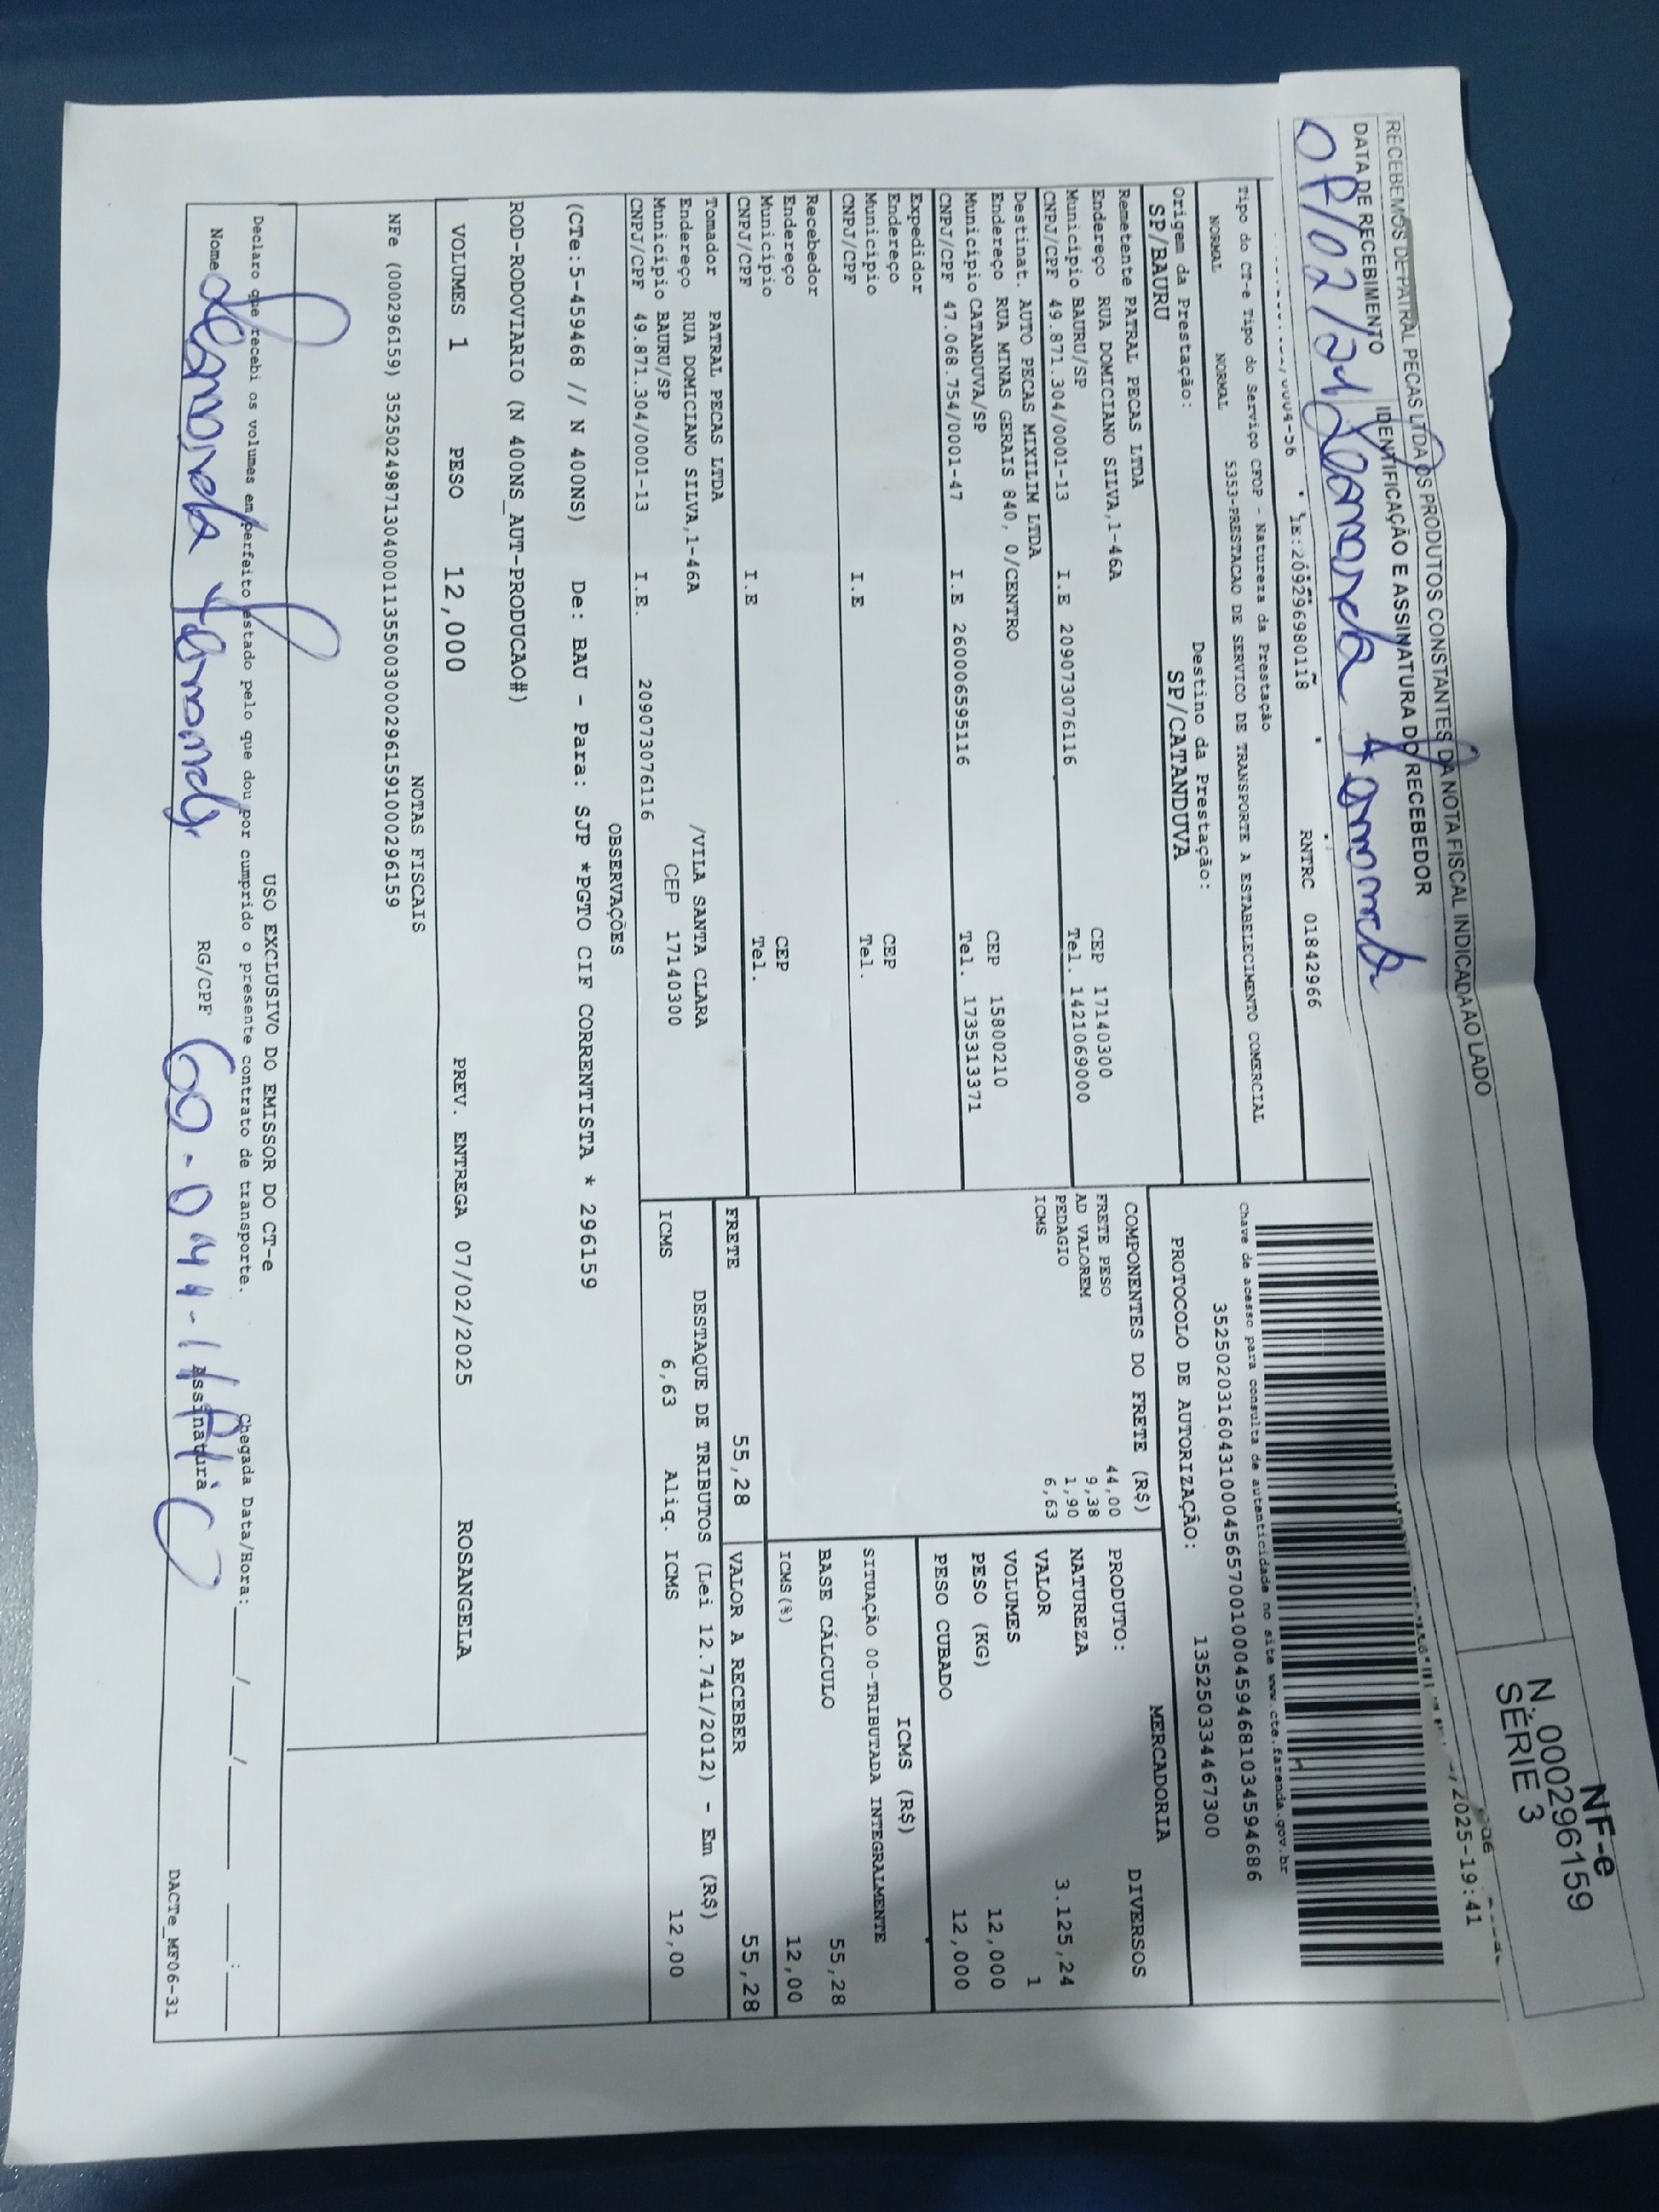 RECEBEMOS DE PATRAL PECAS LTDA OS PRODUTOS CONSTANTES DA NOTA FISCAL INDICADA AO LADO
DATA DE RECEBIMENTO
IDENTIFICAÇÃO E ASSINATURA DO RECEBEDOR
NF-e
N. 000296159
SÉRIE 3
/2025-19:41
IE:209296980118
RNTRC 01842966
Tipo do CT-e Tipo do Serviço CFOP - Natureza da Prestação
NORMAL NORMAL 5353-PRESTACAO DE SERVICO DE TRANSPORTE A ESTABELECIMENTO COMERCIAL
Chave de acesso para consulta de autenticidade no site www.cte.fazenda.gov.br
35250203160431000456570010004594681034594686
PROTOCOLO DE AUTORIZAÇÃO: 135250334467300
Origem da Prestação: Destino da Prestação:
SP/BAURU SP/CATANDUVA
Remetente PATRAL PECAS LTDA
Endereço RUA DOMICIANO SILVA,1-46A CEP 17140300
Município BAURU/SP Tel. 1421069000
CNPJ/CPF 49.871.304/0001-13 I.E 209073076116
Destinat. AUTO PECAS MIXILIM LTDA
Endereço RUA MINAS GERAIS 840, 0/CENTRO CEP 15800210
Município CATANDUVA/SP Tel. 1735313371
CNPJ/CPF 47.068.754/0001-47 I.E 260006595116
Expedidor
Endereço CEP
Município Tel.
CNPJ/CPF I.E
Recebedor
Endereço
Município CEP
CNPJ/CPF I.E Tel.
Tomador PATRAL PECAS LTDA
Endereço RUA DOMICIANO SILVA,1-46A /VILA SANTA CLARA
Município BAURU/SP CEP 17140300
CNPJ/CPF 49.871.304/0001-13 I.E. 209073076116
COMPONENTES DO FRETE (R$)
FRETE PESO 44,00
AD VALOREM 9,38
PEDAGIO 1,90
ICMS 6,63
MERCADORIA
PRODUTO: DIVERSOS
NATUREZA
VALOR 3.125,24
VOLUMES 1
PESO (KG) 12,000
PESO CUBADO 12,000
ICMS (R$)
SITUAÇÃO 00-TRIBUTADA INTEGRALMENTE
BASE CÁLCULO 55,28
ICMS(%) 12,00
FRETE 55,28 VALOR A RECEBER 55,28
DESTAQUE DE TRIBUTOS (Lei 12.741/2012) - Em (R$)
ICMS 6,63 Aliq. ICMS 12,00
OBSERVAÇÕES
(CTe:5-459468 // N 400NS) De: BAU - Para: SJP *PGTO CIF CORRENTISTA * 296159
ROD-RODOVIARIO (N 400NS_AUT-PRODUCAO#)
VOLUMES 1 PESO 12,000 PREV. ENTREGA 07/02/2025 ROSANGELA
NOTAS FISCAIS
NFe (000296159) 35250249871304000113550030002961591000296159
USO EXCLUSIVO DO EMISSOR DO CT-e
Declaro que recebi os volumes em perfeito estado pelo que dou por cumprido o presente contrato de transporte. Chegada Data/Hora:___/___/______ ___:___
Nome RG/CPF Assinatura
DACTe_MF06-31